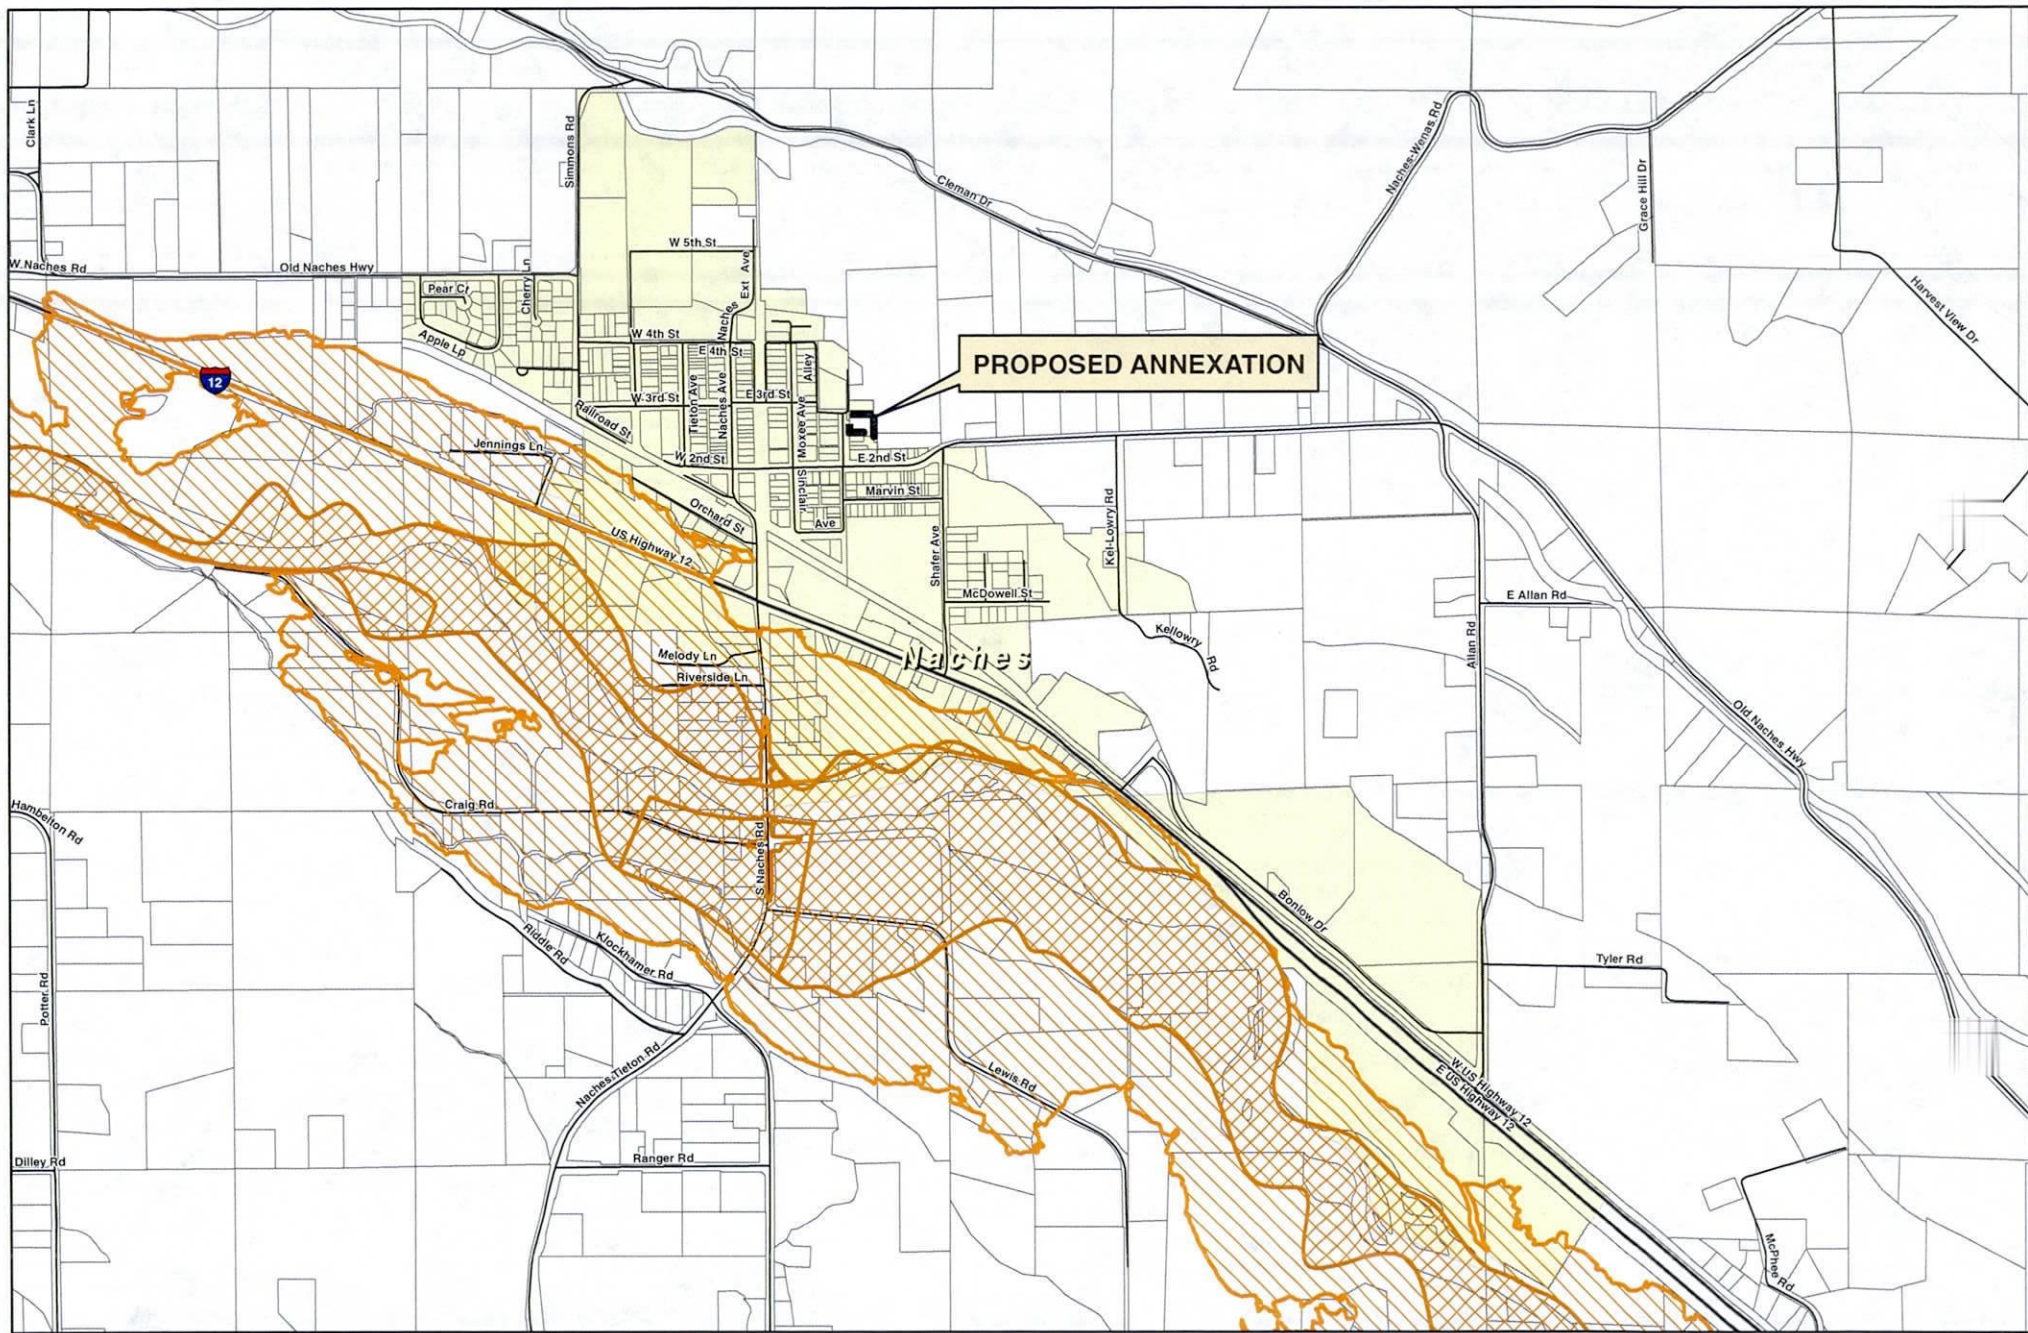 Clark Ln
Simmons Rd
Cleman Dr
Naches-Wenas Rd
Grace Hill Dr
Harvest View Dr
W Naches Rd
Old Naches Hwy
Cherry Ln
Pear Cr
Apple Lp
W 5th St
Naches Ext Ave
W 4th St
E 4th St
Alley
PROPOSED ANNEXATION
12
W 3rd St
E 3rd St
Tieton Ave
Naches Ave
Moxee Ave
Railroad St
Jennings Ln
W 2nd St
E 2nd St
Sinclair
Ave
Marvin St
Orchard St
US Highway 12
Shafer Ave
Kel-Lowry Rd
McDowell St
E Allan Rd
Allan Rd
Kellowry Rd
Melody Ln
Riverside Ln
Naches
Old Naches Hwy
Hambelton Rd
Craig Rd
S Naches Rd
Bonlow Dr
Riddle Rd
Klockhamer Rd
Tyler Rd
Potter Rd
Naches-Tieton Rd
Lewis Rd
W US Highway 12
E US Highway 12
Dilley Rd
Ranger Rd
McPhee Rd